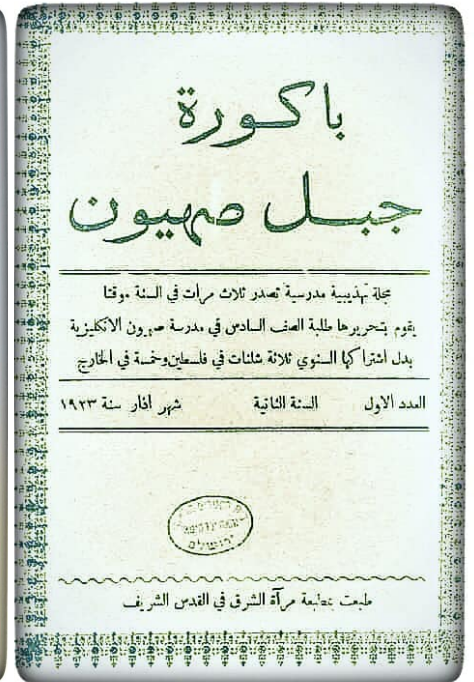 باكورة
جبل صهيون
مجلة تهذيبية مدرسية تصدر ثلاث مرات في السنة موقتا
يقوم بتحريرها طلبة الصف السادس في مدرسة صهيون الانكليزية
بدل اشتراكها السنوي ثلاثة شلنات في فلسطين وخمسة في الخارج
العدد الاول السنة الثانية شهر اذار سنة ١٩٢٣
طبعت بمطبعة مرآة الشرق في القدس الشريف